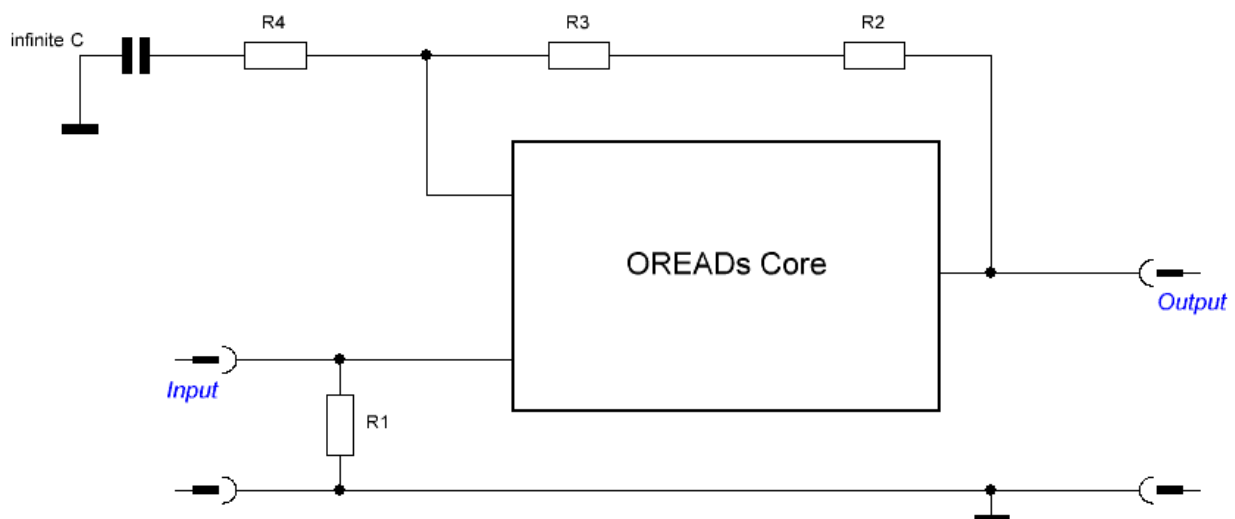 R4
R3
R2
infinite C
OREADs Core
Output
Input
R1